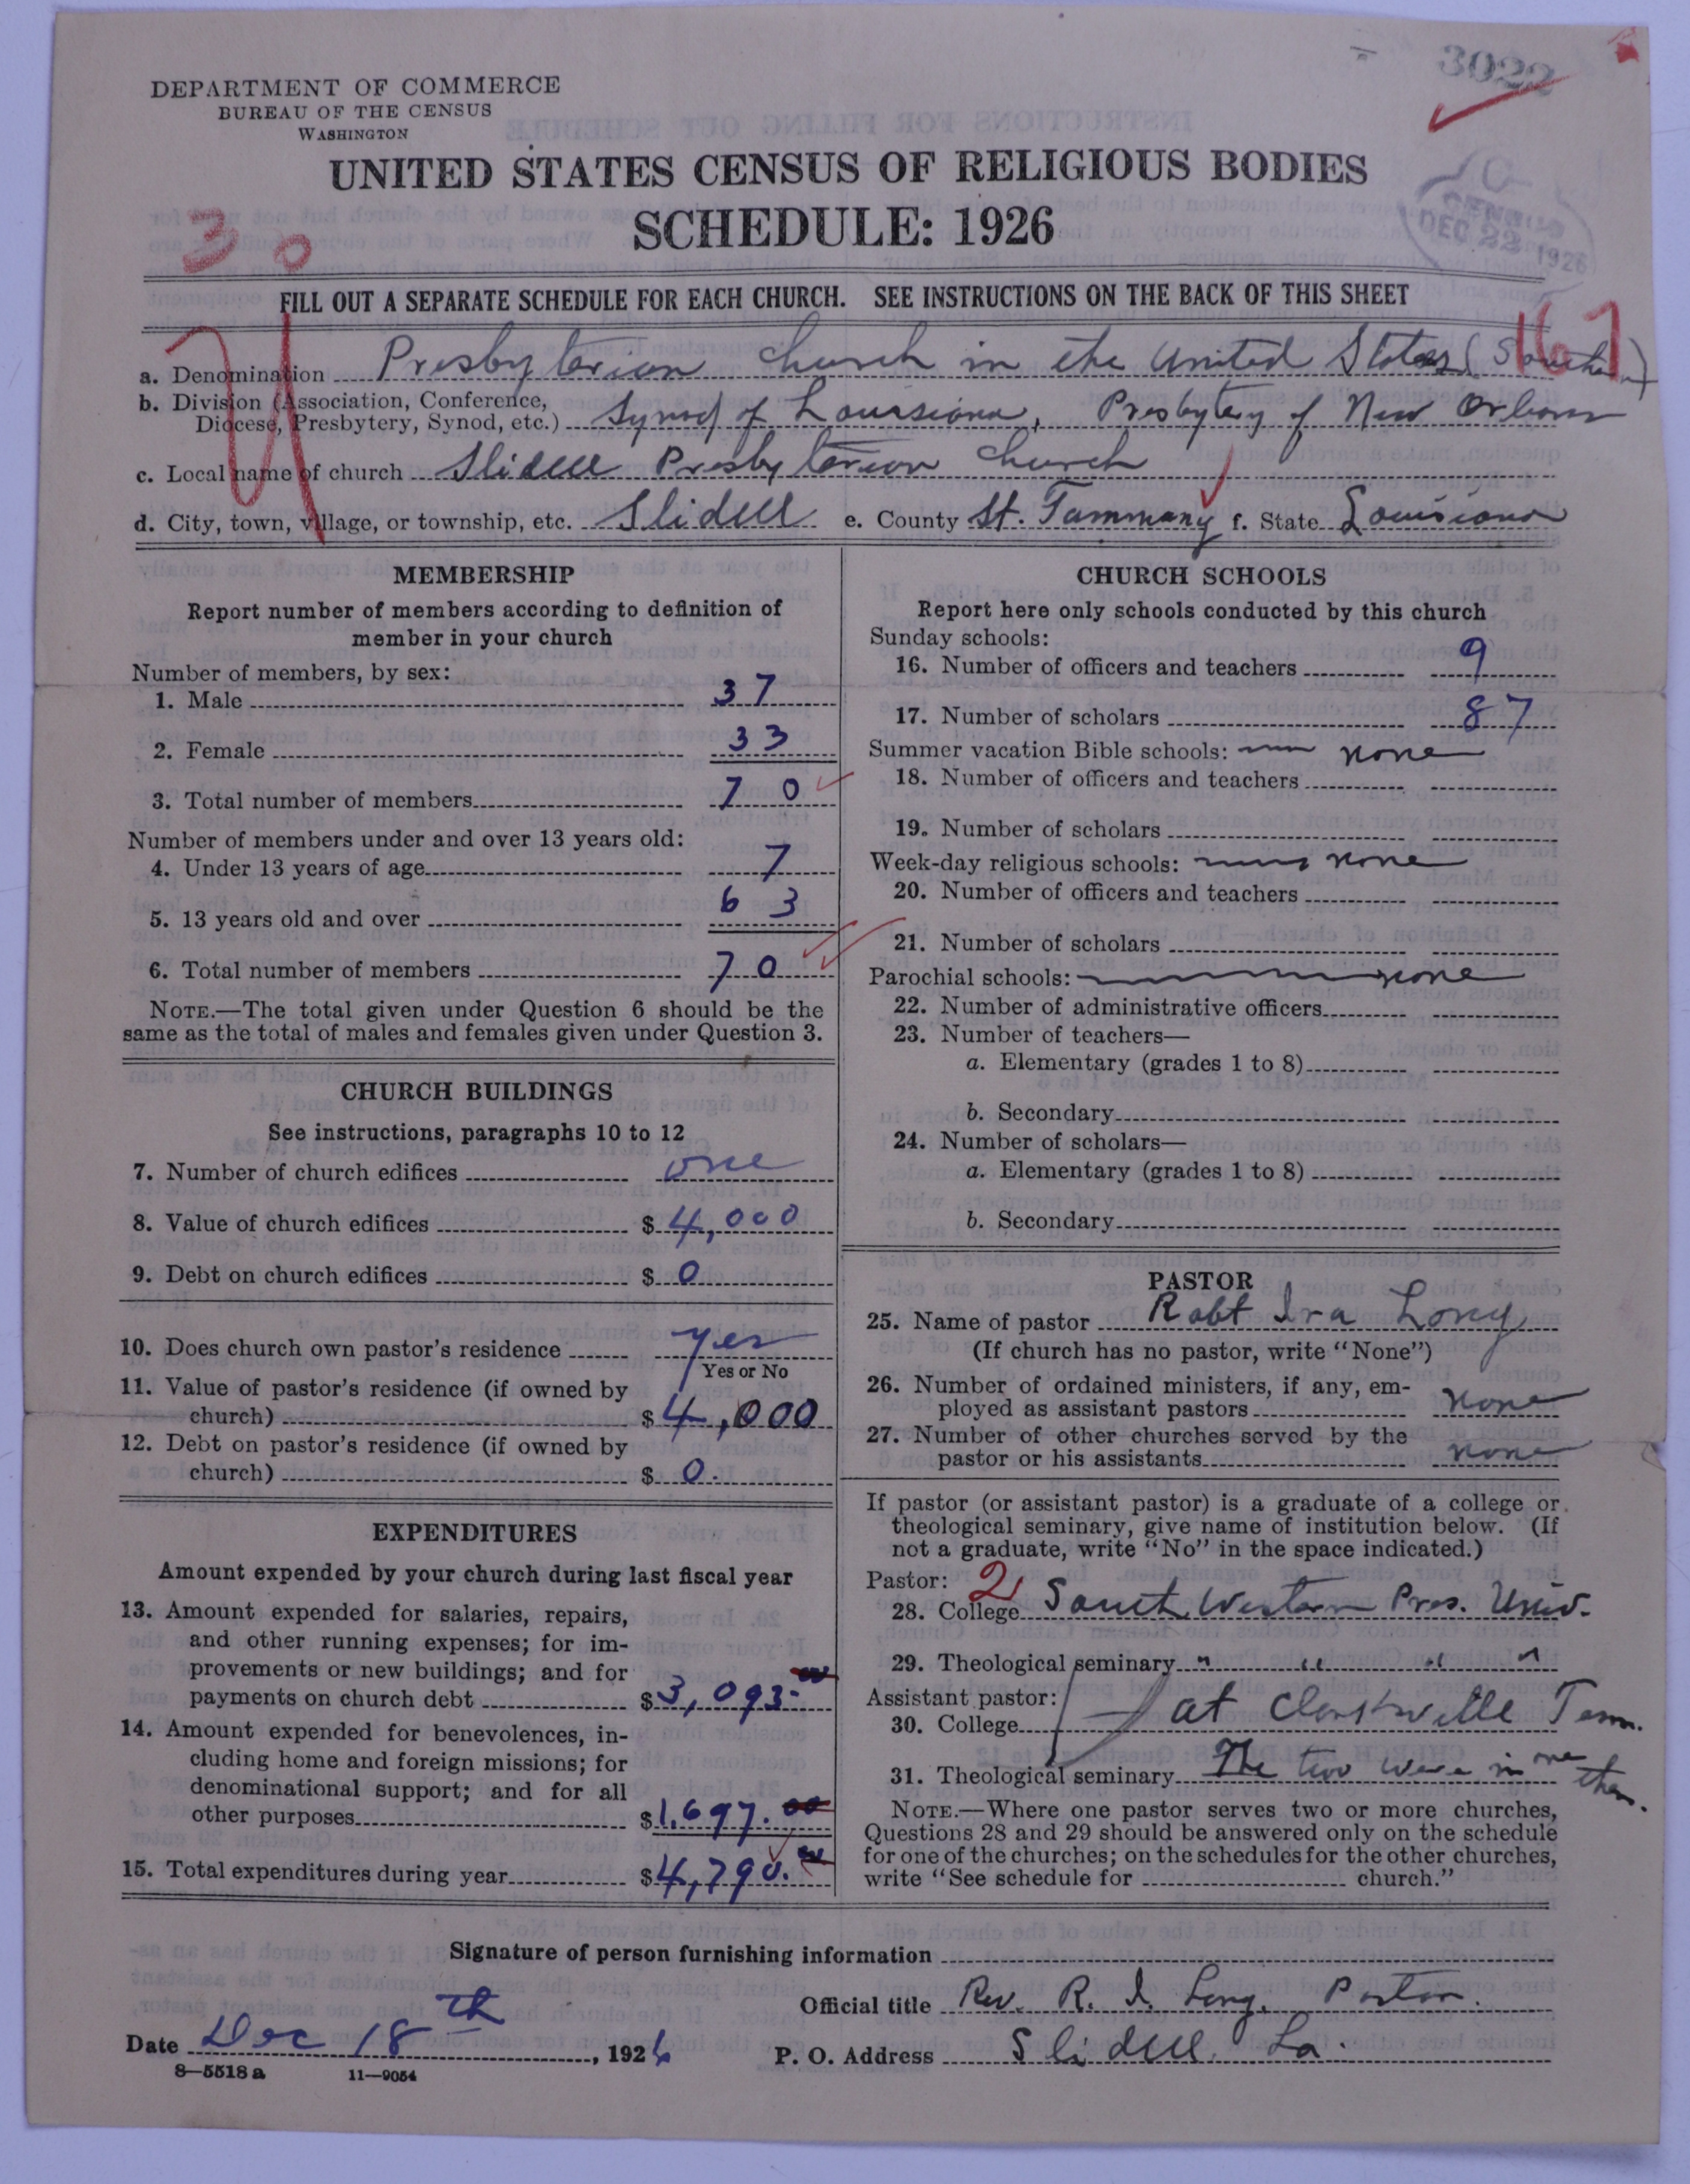 3022
DEPARTMENT OF COMMERCE
BUREAU OF THE CENSUS
WASHINGTON
UNITED STATES CENSUS OF RELIGIOUS BODIES
SCHEDULE: 1926
CENSUS
DEC 22 1926
30
FILL OUT A SEPARATE SCHEDULE FOR EACH CHURCH. SEE INSTRUCTIONS ON THE BACK OF THIS SHEET
167
a. Denomination Presbyterian Church in the United States (Southern)
b. Division (Association, Conference,
Diocese, Presbytery, Synod, etc.) Synod of Louisiana, Presbytery of New Orleans
c. Local name of church Slidell Presbyterian Church
d. City, town, village, or township, etc. Slidell e. County St. Tammany f. State Louisiana
MEMBERSHIP
Report number of members according to definition of
member in your church
Number of members, by sex:
1. Male 37
2. Female 33
3. Total number of members 70
Number of members under and over 13 years old:
4. Under 13 years of age 7
5. 13 years old and over 63
6. Total number of members 70
NOTE.—The total given under Question 6 should be the
same as the total of males and females given under Question 3.
CHURCH BUILDINGS
See instructions, paragraphs 10 to 12
7. Number of church edifices one
8. Value of church edifices $ 4,000
9. Debt on church edifices $ 0
10. Does church own pastor's residence yes
Yes or No
11. Value of pastor's residence (if owned by
church) $ 4,000
12. Debt on pastor's residence (if owned by
church) $ 0.
EXPENDITURES
Amount expended by your church during last fiscal year
13. Amount expended for salaries, repairs,
and other running expenses; for im-
provements or new buildings; and for
payments on church debt $ 3,093.
14. Amount expended for benevolences, in-
cluding home and foreign missions; for
denominational support; and for all
other purposes $ 1,697.00
15. Total expenditures during year $ 4,790.
CHURCH SCHOOLS
Report here only schools conducted by this church
Sunday schools:
16. Number of officers and teachers 9
17. Number of scholars 87
Summer vacation Bible schools: none
18. Number of officers and teachers
19. Number of scholars
Week-day religious schools: none
20. Number of officers and teachers
21. Number of scholars
Parochial schools: none
22. Number of administrative officers
23. Number of teachers—
a. Elementary (grades 1 to 8)
b. Secondary
24. Number of scholars—
a. Elementary (grades 1 to 8)
b. Secondary
PASTOR
25. Name of pastor Robt Ira Long
(If church has no pastor, write "None")
26. Number of ordained ministers, if any, em-
ployed as assistant pastors none
27. Number of other churches served by the
pastor or his assistants none
If pastor (or assistant pastor) is a graduate of a college or
theological seminary, give name of institution below. (If
not a graduate, write "No" in the space indicated.)
Pastor: 2
28. College South Western Pres. Univ.
29. Theological seminary " " " "
Assistant pastor:
30. College at Clarksville Tenn.
31. Theological seminary The two were in one then.
NOTE.—Where one pastor serves two or more churches,
Questions 28 and 29 should be answered only on the schedule
for one of the churches; on the schedules for the other churches,
write "See schedule for church."
Signature of person furnishing information
Official title Rev. R. I. Long, Pastor.
Date Dec 18th, 1926 P. O. Address Slidell, La.
8—5518 a 11—9054